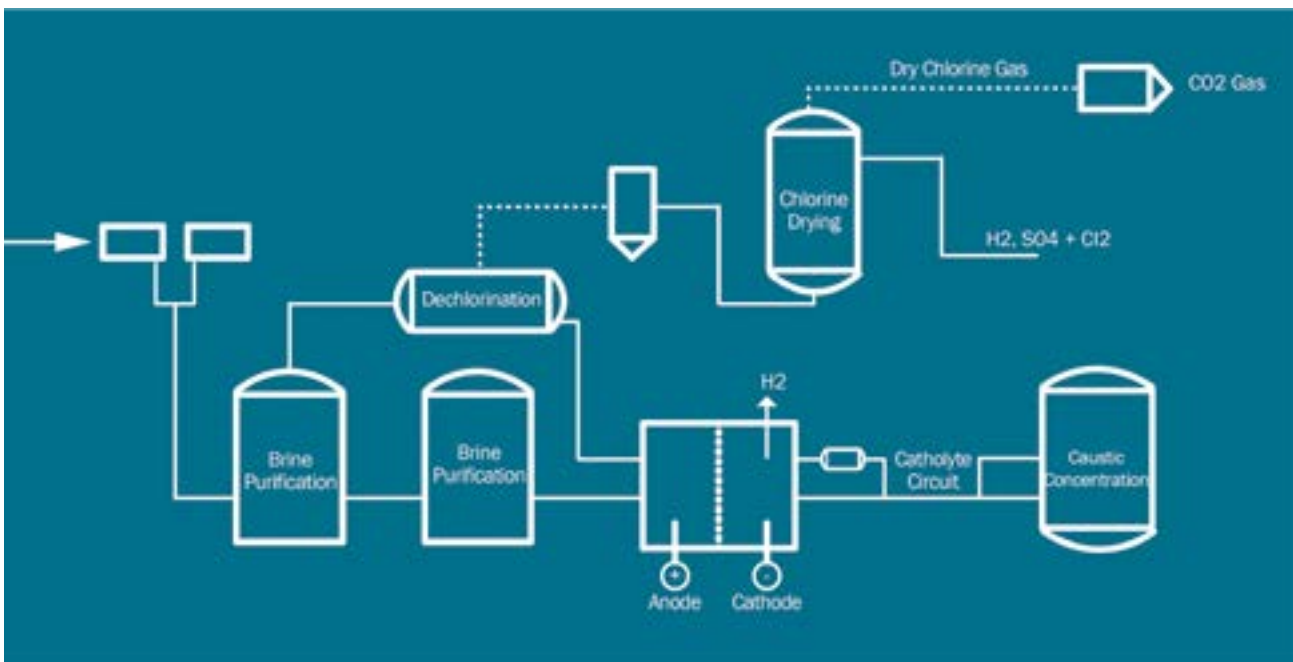 Dry Chlorine Gas
CO2 Gas
Chlorine
Drying
H2, SO4 + Cl2
Dechlorination
H2
Brine
Purification
Brine
Purification
Catholyte
Circuit
Caustic
Concentration
+
-
Anode
Cathode